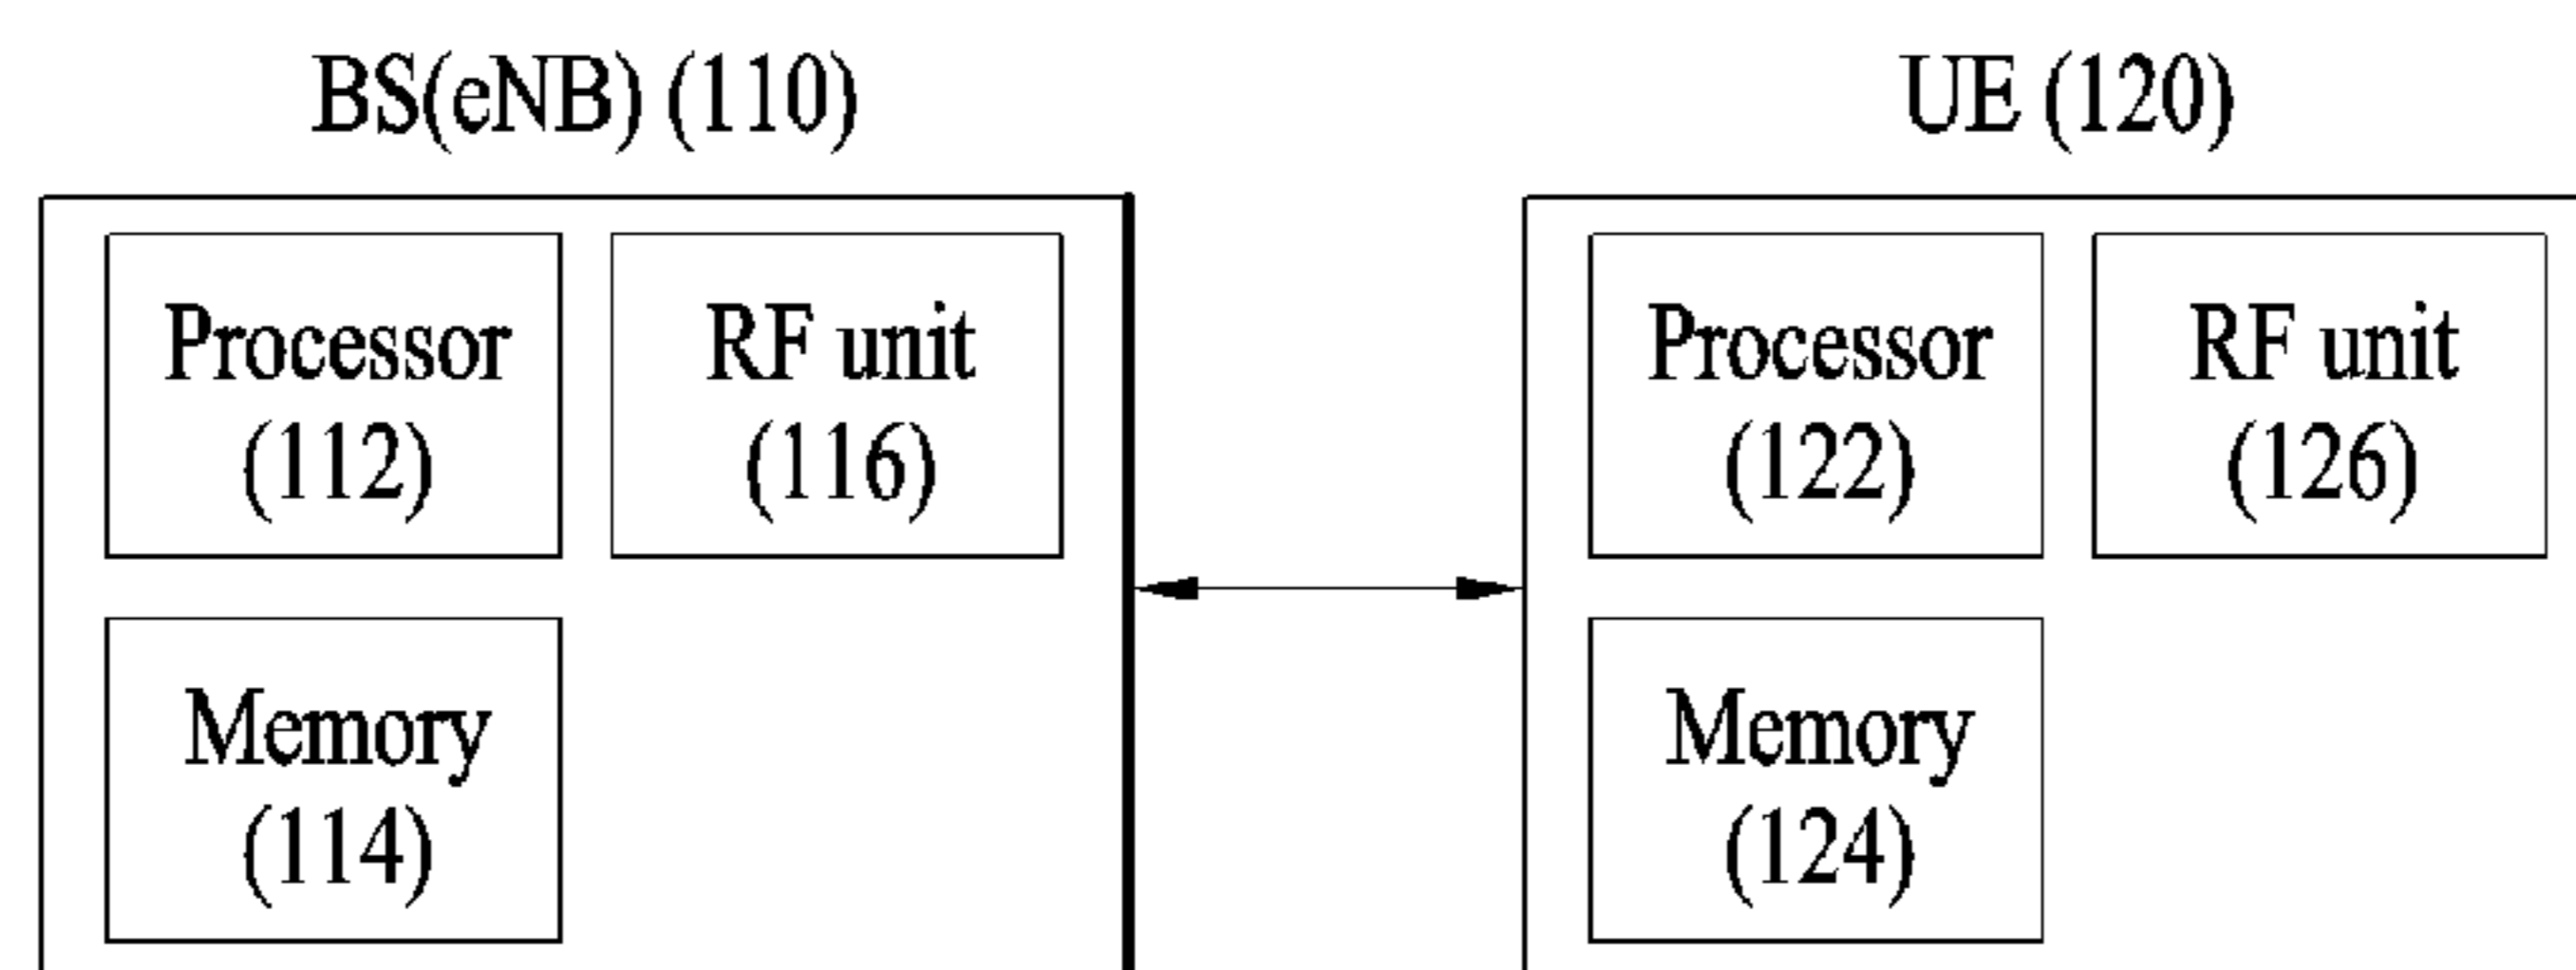 BS(eNB) (110)
Processor
(112)
RF unit
(116)
Memory
(114)
UE (120)
Processor
(122)
RF unit
(126)
Memory
(124)